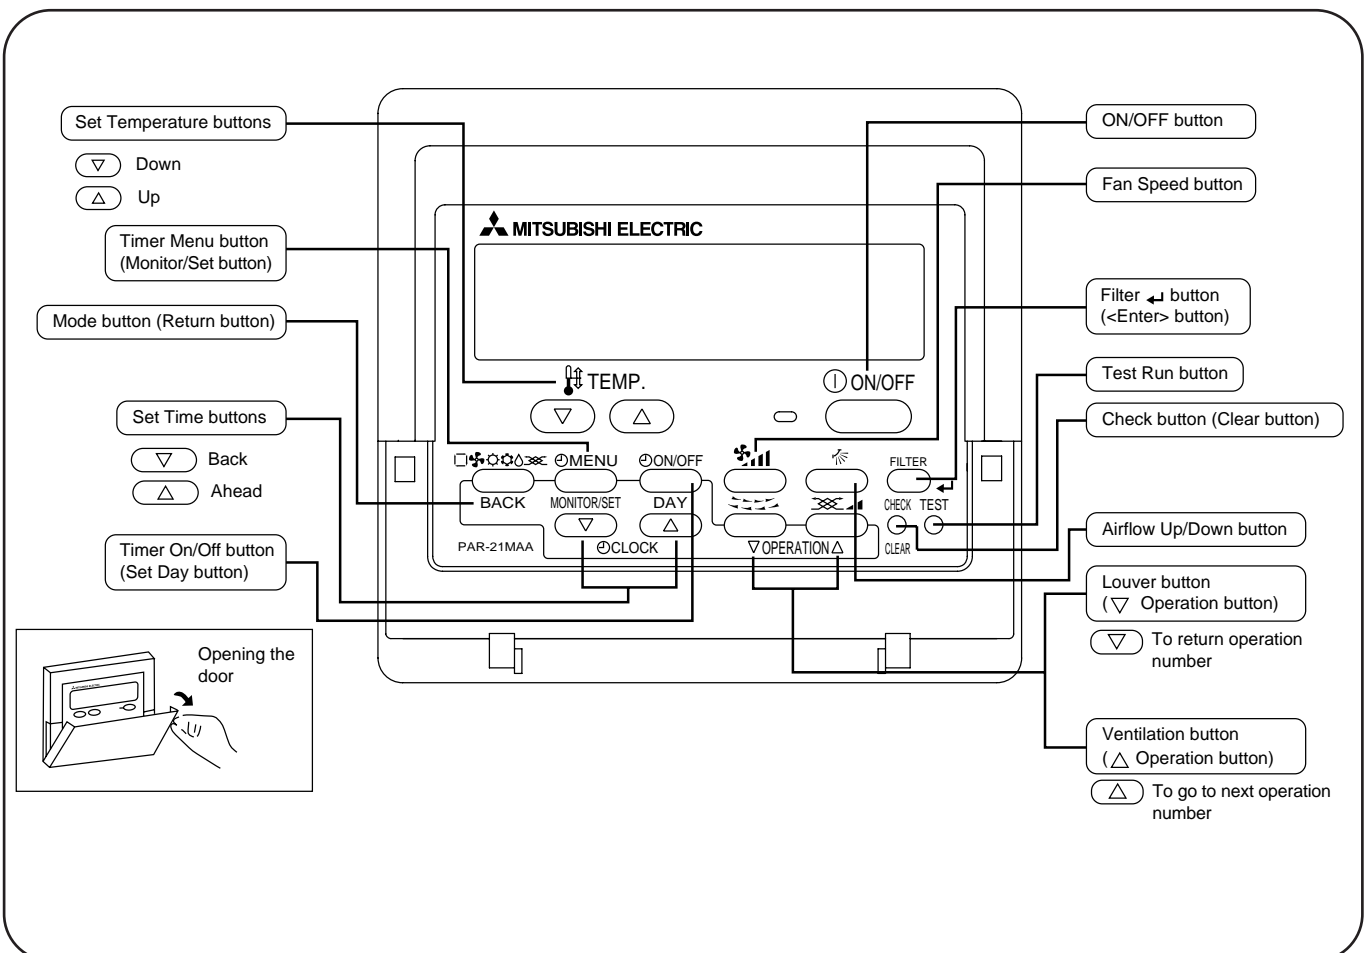 Set Temperature buttons
▽ Down
△ Up
Timer Menu button
(Monitor/Set button)
Mode button (Return button)
Set Time buttons
▽ Back
△ Ahead
Timer On/Off button
(Set Day button)
Opening the
door
MITSUBISHI ELECTRIC
MITSUBISHI ELECTRIC
TEMP.
ON/OFF
▽ △
MENU
ON/OFF
FILTER
BACK
MONITOR/SET
DAY
CHECK TEST
▽ △
PAR-21MAA
CLOCK
▽ OPERATION △
CLEAR
ON/OFF button
Fan Speed button
Filter ↵ button
(<Enter> button)
Test Run button
Check button (Clear button)
Airflow Up/Down button
Louver button
( ▽ Operation button)
▽ To return operation
number
Ventilation button
( △ Operation button)
△ To go to next operation
number